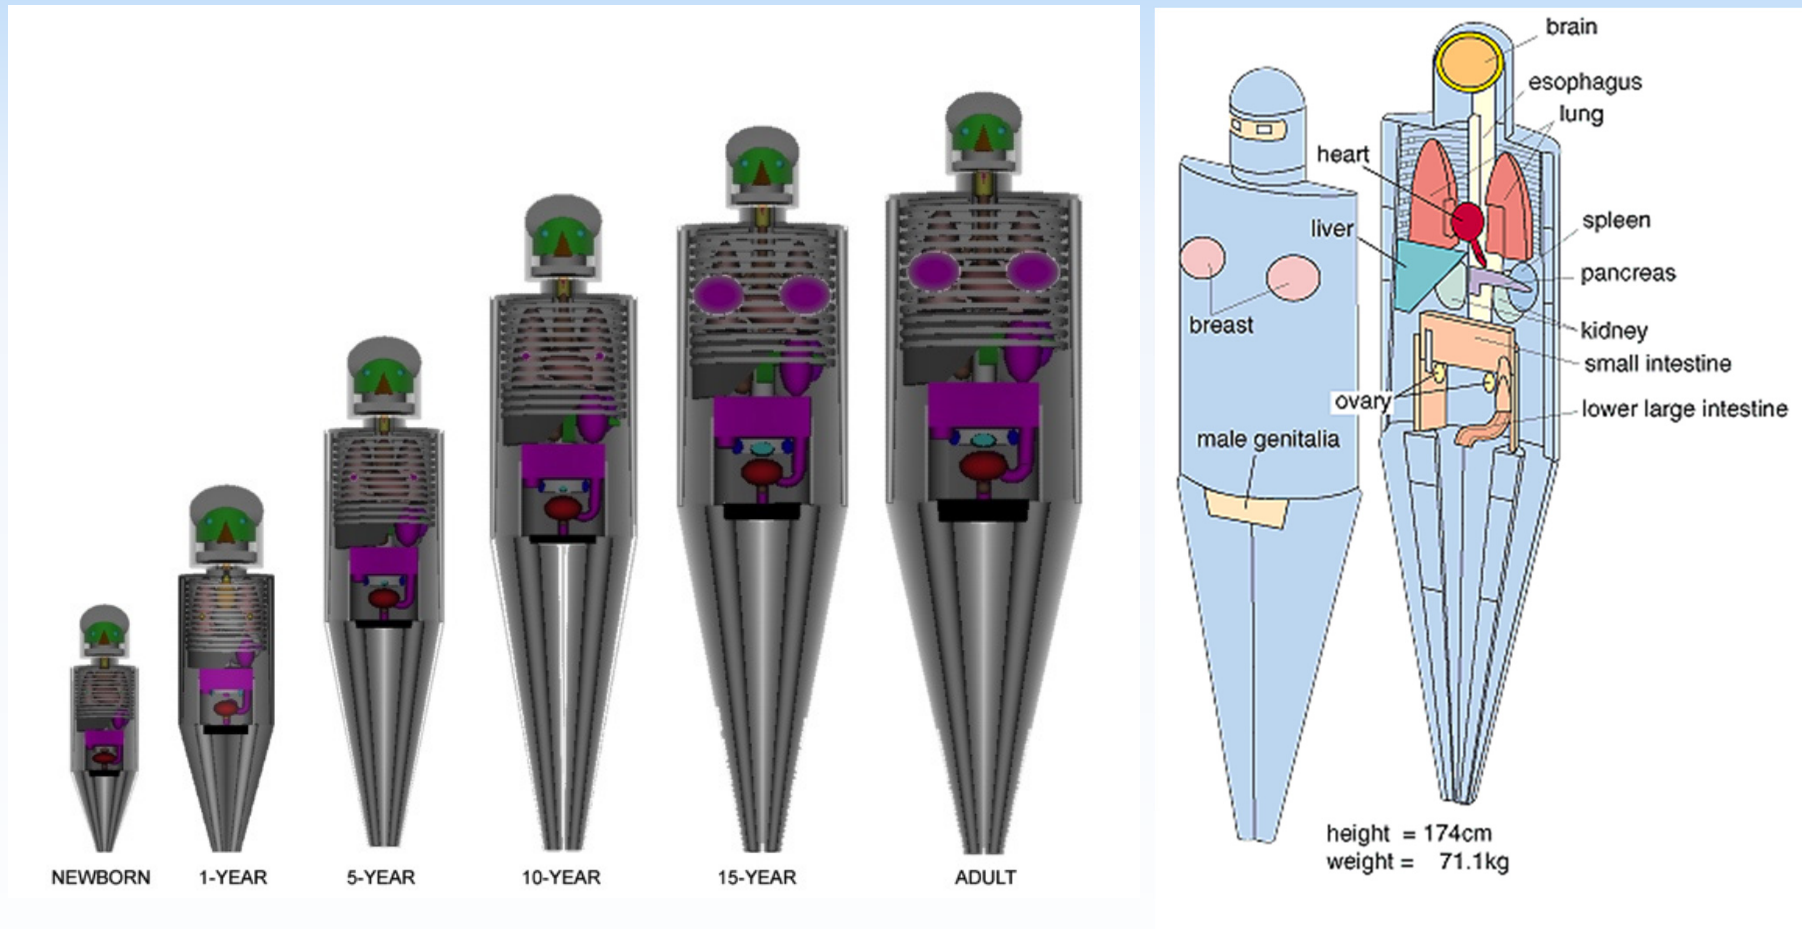 NEWBORN
1-YEAR
5-YEAR
10-YEAR
15-YEAR
ADULT
brain
esophagus
lung
heart
liver
spleen
pancreas
breast
kidney
small intestine
ovary
lower large intestine
male genitalia
height = 174cm
weight = 71.1kg